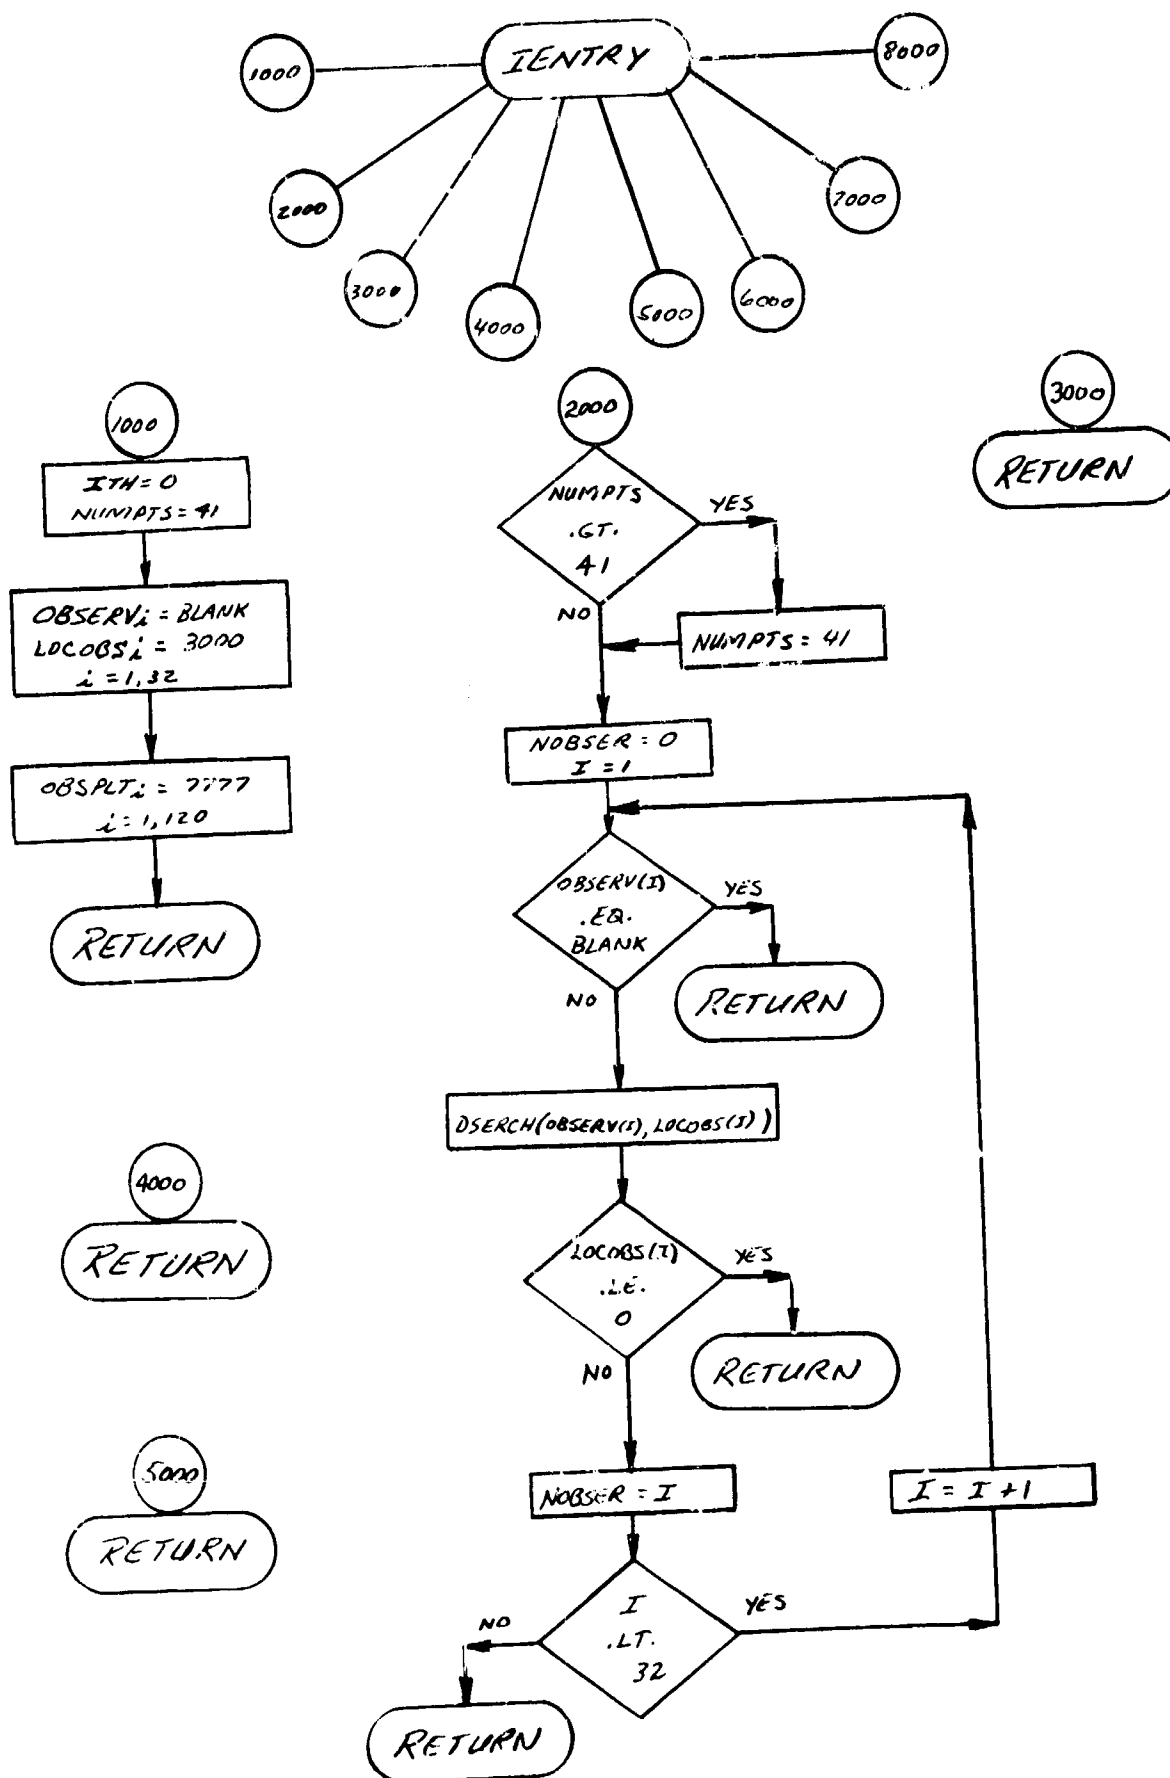 IENTRY
1000
8000
2000
7000
3000
6000
4000
5000
1000
ITH = 0
NUMPTS = 41
OBSERVi = BLANK
LOCOBSi = 3000
i = 1,32
OBSPLTi = 7777
i = 1,120
RETURN
2000
NUMPTS
.GT.
41
YES
NO
NUMPTS = 41
NOBSER = 0
I = 1
OBSERV(I)
.EQ.
BLANK
YES
RETURN
NO
DSERCH(OBSERV(I), LOCOBS(I))
LOCOBS(I)
.LE.
0
YES
RETURN
NO
NOBSER = I
I = I + 1
I
.LT.
32
YES
NO
RETURN
3000
RETURN
4000
RETURN
5000
RETURN